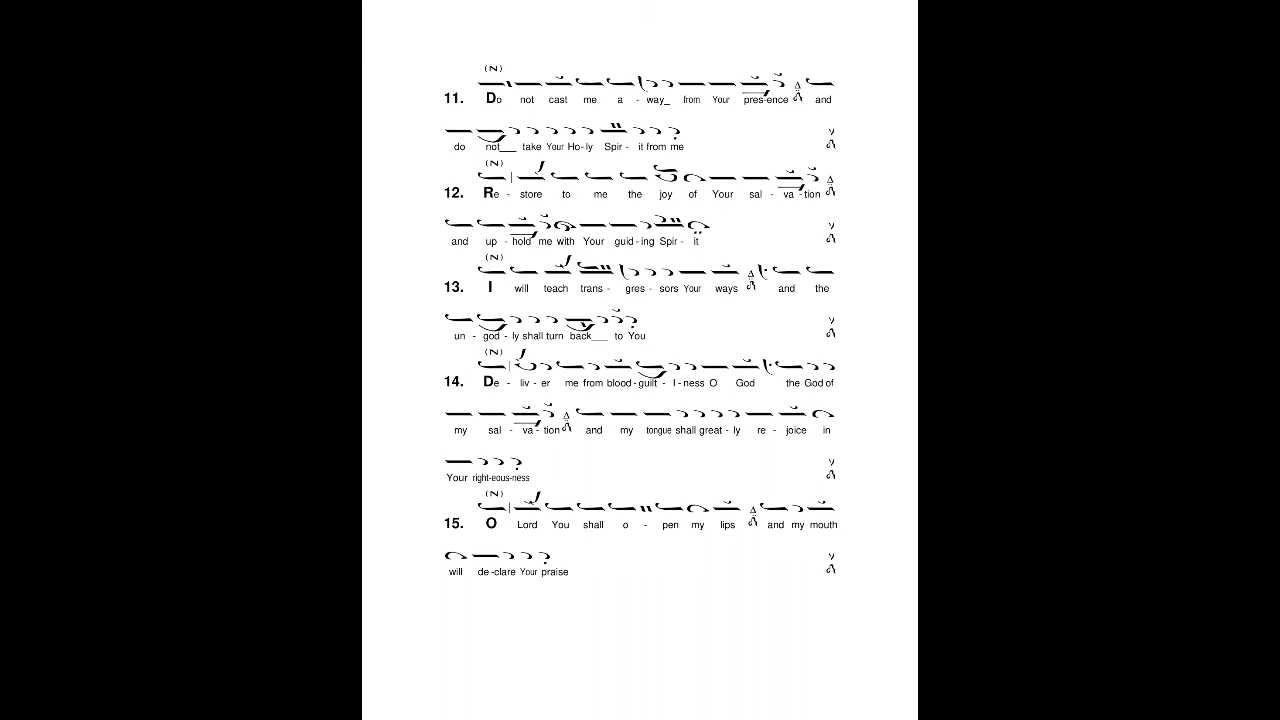 (N)
11. Do not cast me a - way_ from Your pres-ence Δ and
do not___ take Your Ho-ly Spir - it from me
(N)
12. Re - store to me the joy of Your sal - va - tion Δ
and up - hold me with Your guid-ing Spir - it
(N)
13. I will teach trans - gres - sors Your ways Δ and the
un - god - ly shall turn back___ to You
(N)
14. De - liv - er me from blood-guilt - I-ness O God the God of
my sal - va - tion Δ and my tongue shall great - ly re - joice in
Your right-eous-ness
(N)
15. O Lord You shall o - pen my lips Δ and my mouth
will de-clare Your praise